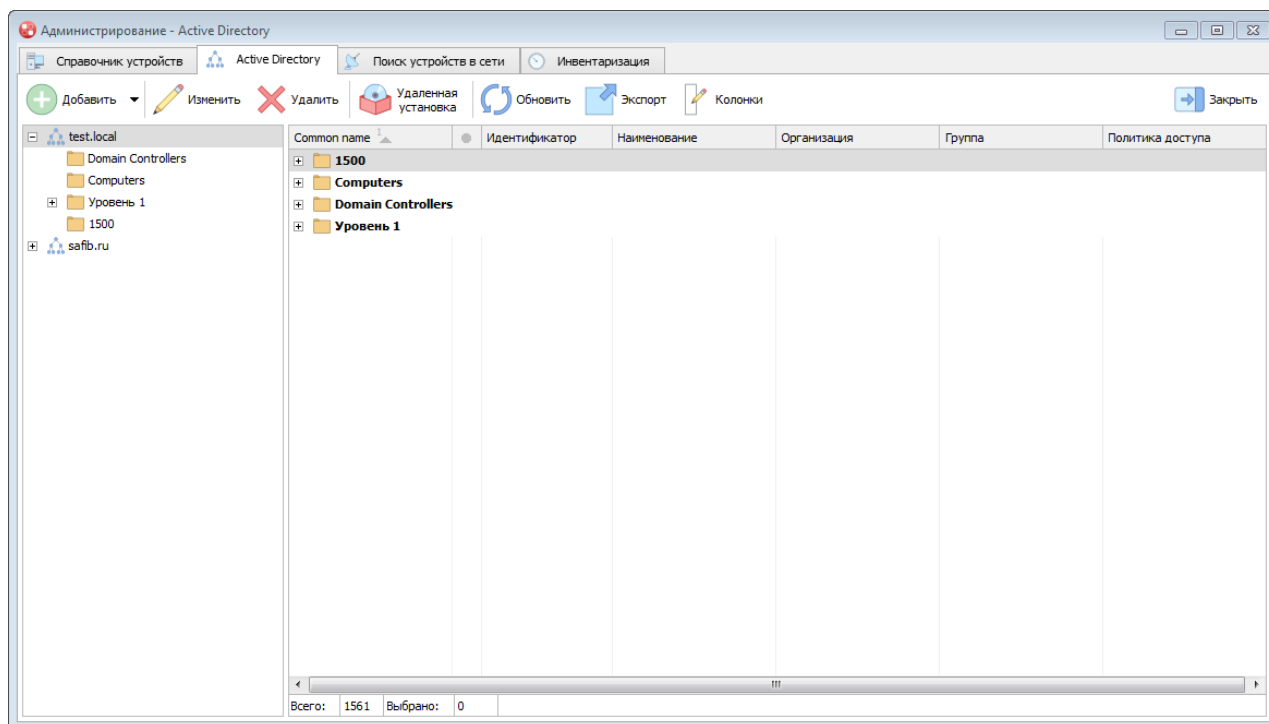 Администрирование - Active Directory
Справочник устройств Active Directory Поиск устройств в сети Инвентаризация
Добавить Изменить Удалить Удаленная установка Обновить Экспорт Колонки Закрыть
test.local
Domain Controllers
Computers
Уровень 1
1500
safib.ru
Common name 1 Идентификатор Наименование Организация Группа Политика доступа
1500
Computers
Domain Controllers
Уровень 1
Всего: 1561 Выбрано: 0